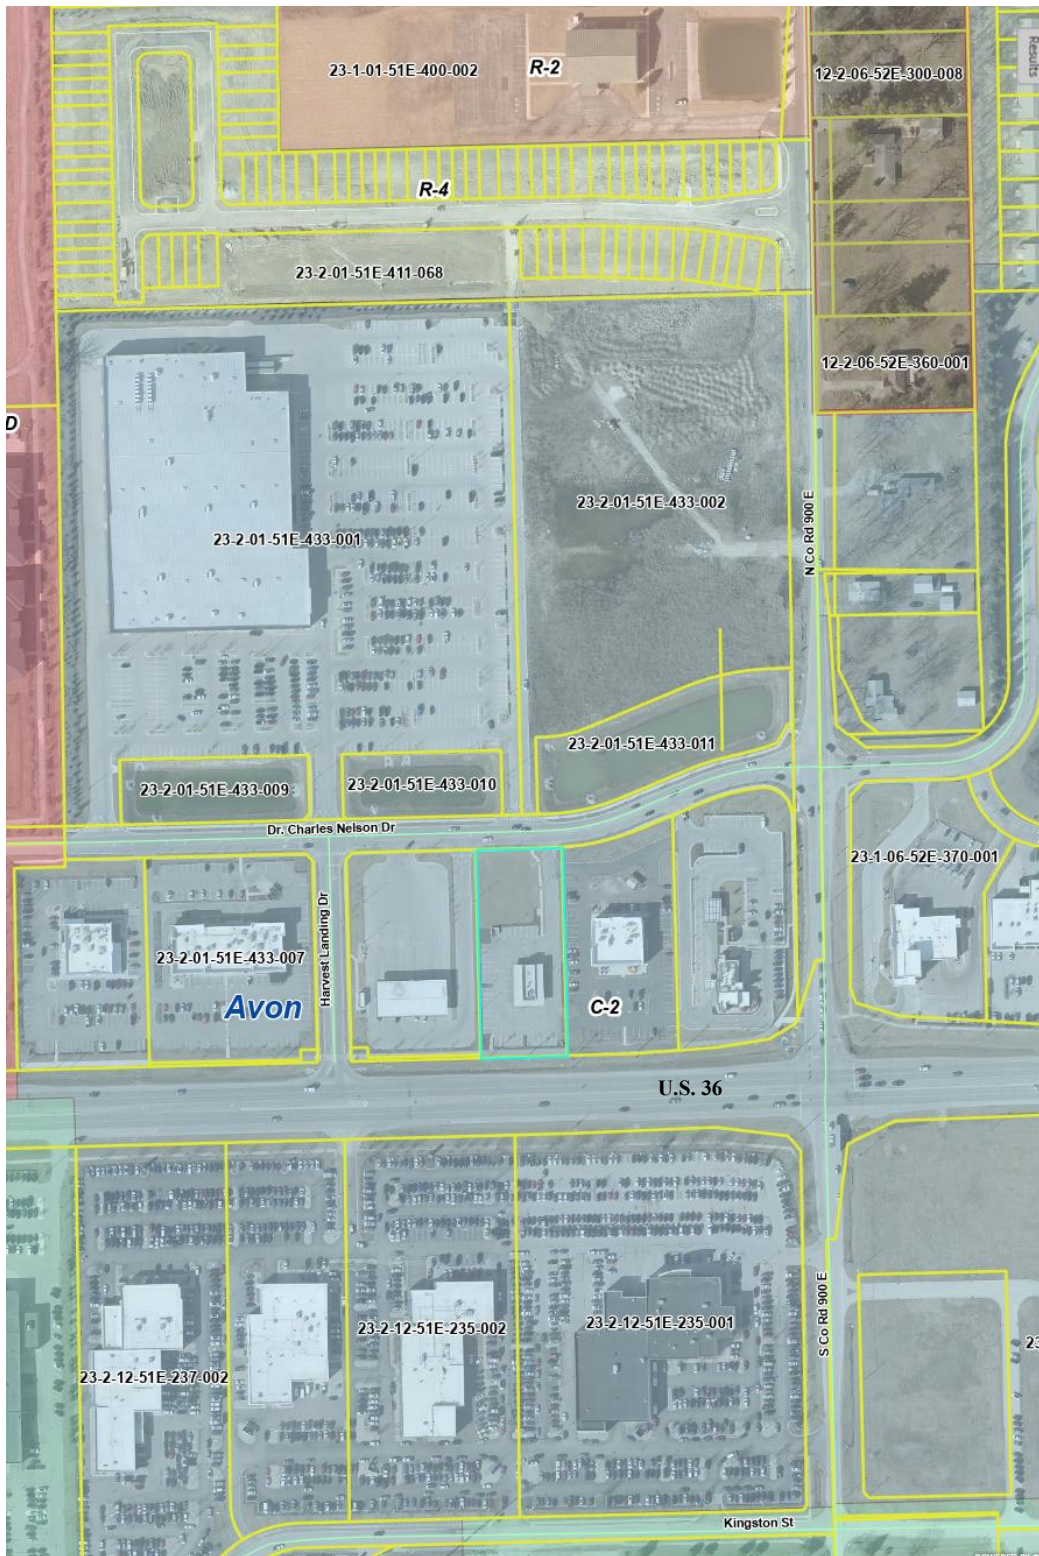 Results
23-1-01-51E-400-002
R-2
12-2-06-52E-300-008
R-4
23-2-01-51E-411-068
12-2-06-52E-360-001
D
23-2-01-51E-433-002
N Co Rd 900 E
23-2-01-51E-433-001
23-2-01-51E-433-011
23-2-01-51E-433-009
23-2-01-51E-433-010
Dr. Charles Nelson Dr
23-1-06-52E-370-001
Harvest Landing Dr
23-2-01-51E-433-007
Avon
C-2
U.S. 36
S Co Rd 900 E
23-2-12-51E-235-002
23-2-12-51E-235-001
23
23-2-12-51E-237-002
Kingston St